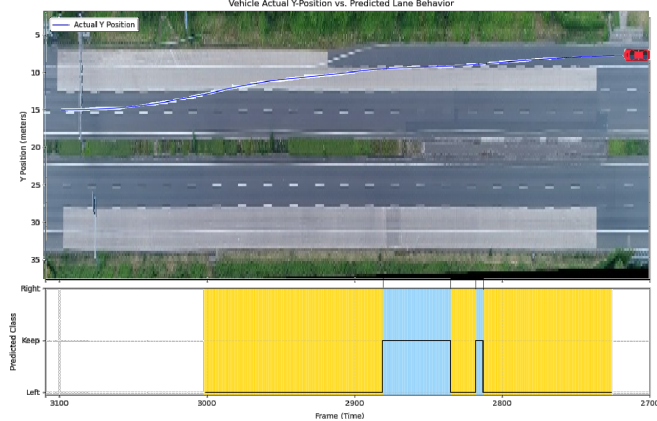 Vehicle Actual Y-Position vs. Predicted Lane Behavior
Actual Y Position
5
10
15
20
25
30
35
Y Position (meters)
Right
Keep
Left
Predicted Class
3100
3000
2900
2800
2700
Frame (Time)